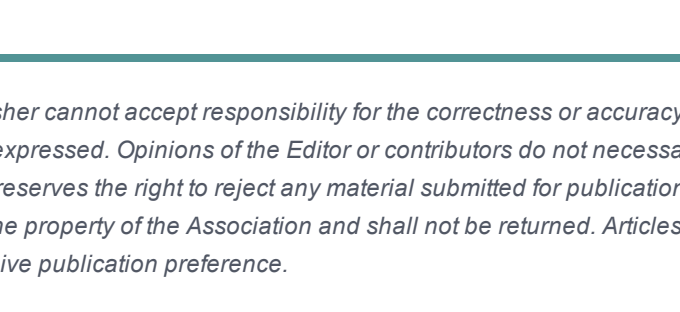 sher cannot accept responsibility for the correctness or accuracy
expressed. Opinions of the Editor or contributors do not necessa
reserves the right to reject any material submitted for publication
he property of the Association and shall not be returned. Articles
ive publication preference.